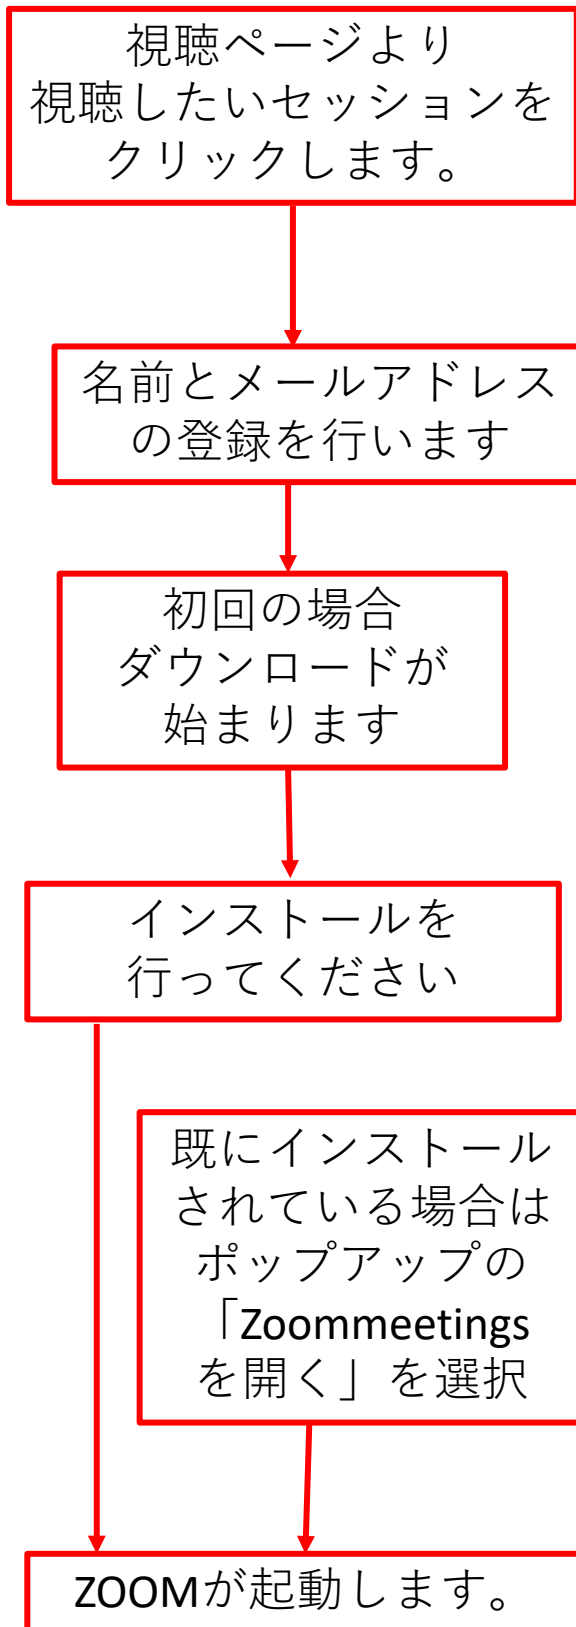 視聴ページより
視聴したいセッションを
クリックします。
名前とメールアドレス
の登録を行います
初回の場合
ダウンロードが
始まります
インストールを
行ってください
既にインストール
されている場合は
ポップアップの
「Zoommeetings
を開く」を選択
ZOOMが起動します。